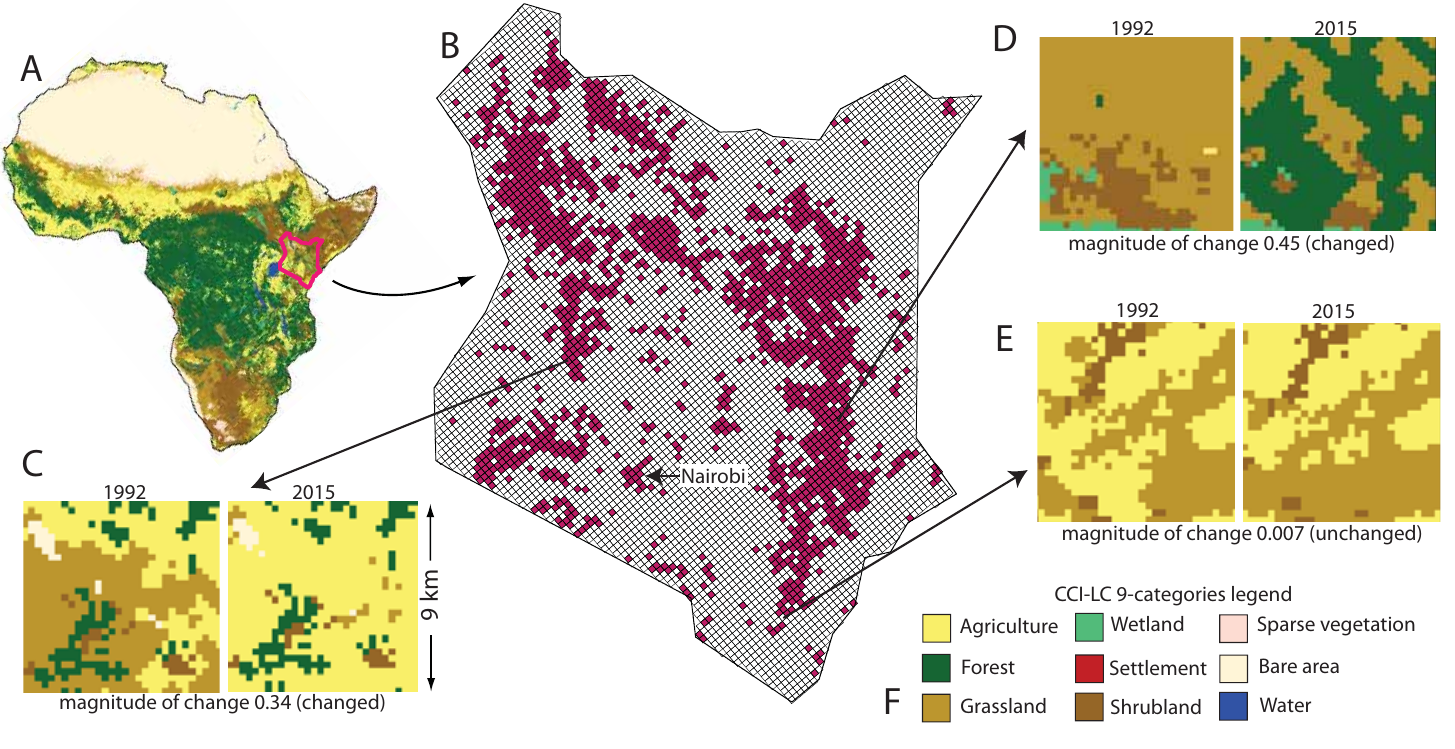 A
B
Nairobi
C
1992 2015
9 km
magnitude of change 0.34 (changed)
D
1992 2015
magnitude of change 0.45 (changed)
E
1992 2015
magnitude of change 0.007 (unchanged)
F
CCI-LC 9-categories legend
Agriculture Wetland Sparse vegetation
Forest Settlement Bare area
Grassland Shrubland Water